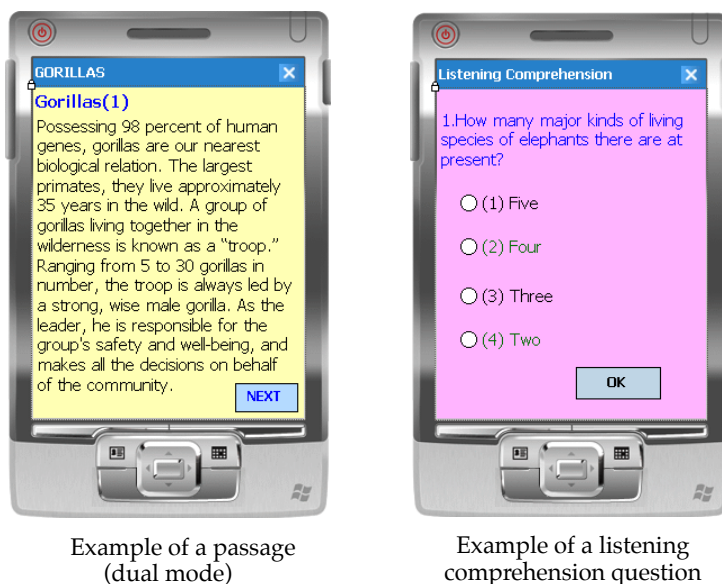 GORILLAS
Gorillas(1)
Possessing 98 percent of human
genes, gorillas are our nearest
biological relation. The largest
primates, they live approximately
35 years in the wild. A group of
gorillas living together in the
wilderness is known as a “troop.”
Ranging from 5 to 30 gorillas in
number, the troop is always led by
a strong, wise male gorilla. As the
leader, he is responsible for the
group's safety and well-being, and
makes all the decisions on behalf
of the community.
NEXT
Example of a passage
(dual mode)
Listening Comprehension
1.How many major kinds of living
species of elephants there are at
present?
(1) Five
(2) Four
(3) Three
(4) Two
OK
Example of a listening
comprehension question